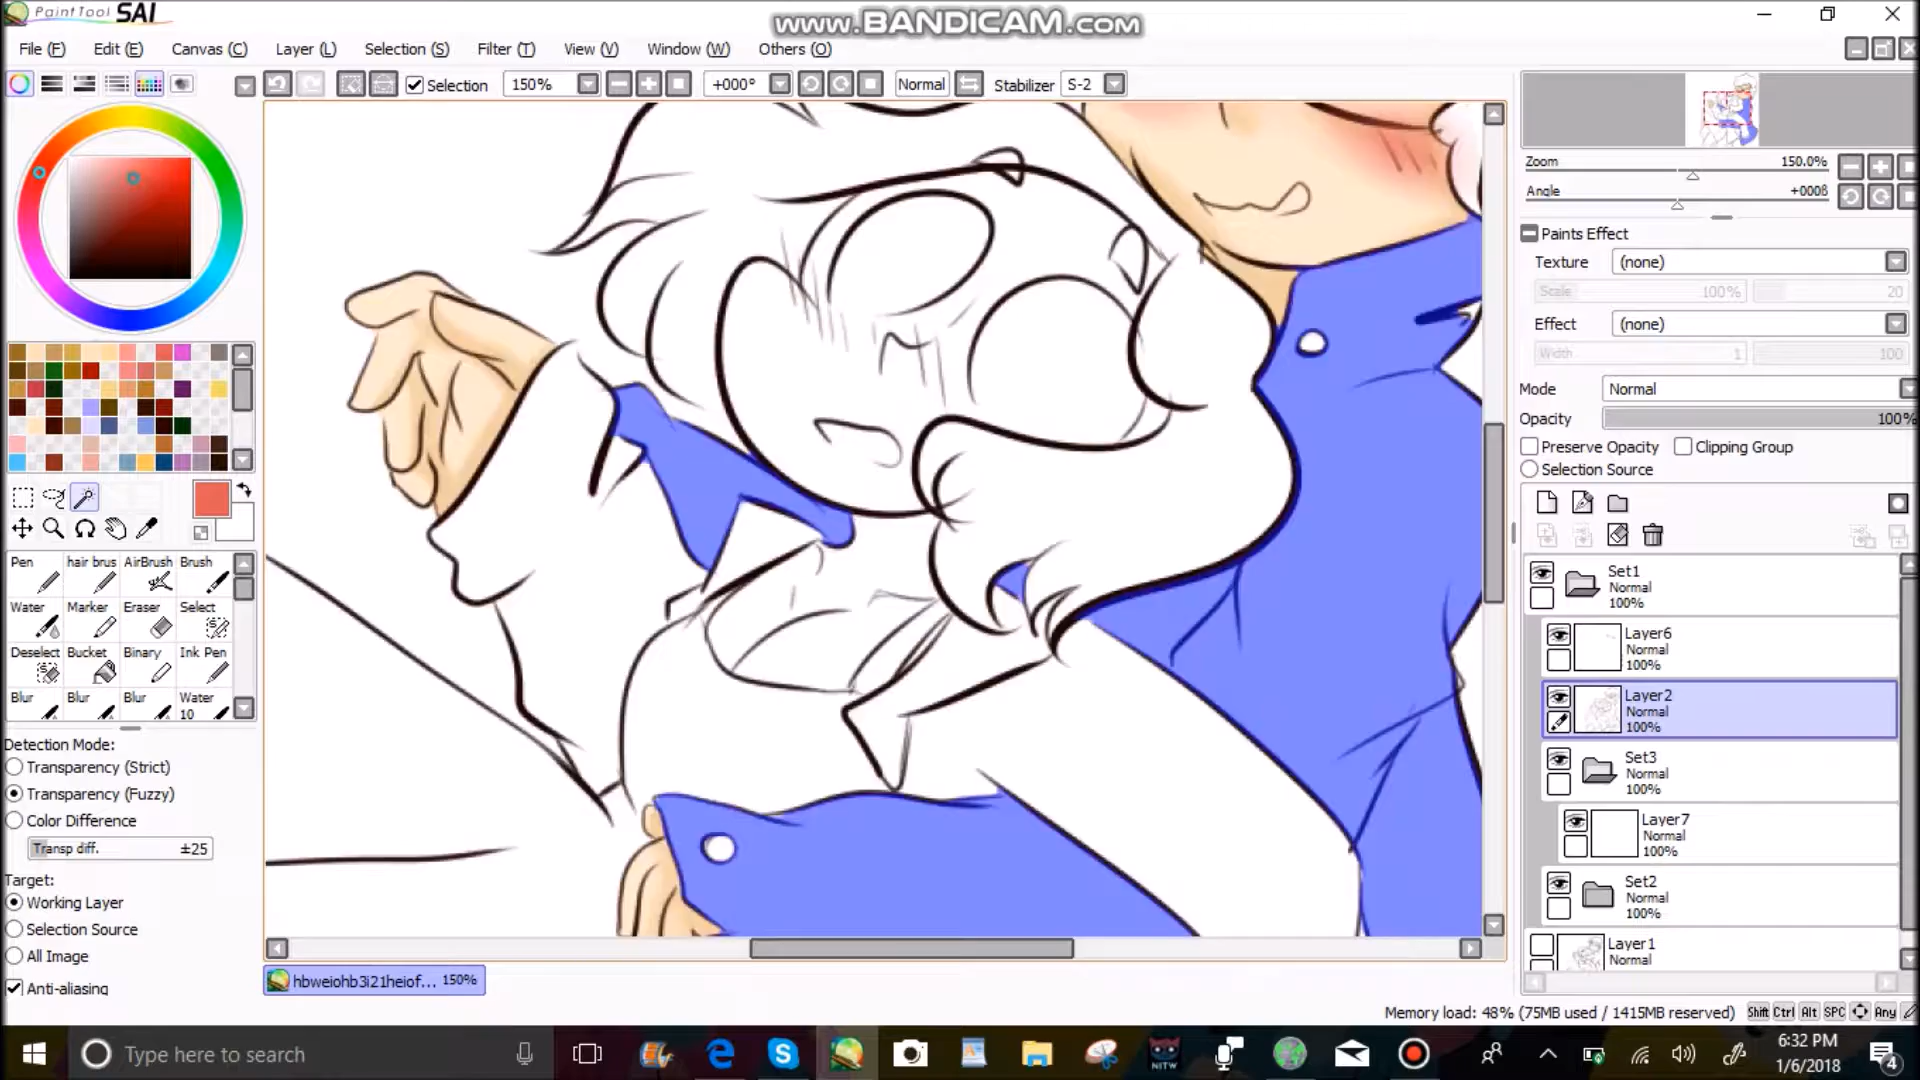 PaintTool SAI
www.BANDICAM.com
File (F) Edit (E) Canvas (C) Layer (L) Selection (S) Filter (T) View (V) Window (W) Others (O)
Selection 150% +000° Normal Stabilizer S-2
Zoom 150.0%
Angle +000ß
Paints Effect
Texture (none)
Scale 100% 20
Effect (none)
Width 1 100
Mode Normal
Opacity 100%
Preserve Opacity Clipping Group
Selection Source
Pen hair brus AirBrush Brush
Water Marker Eraser Select
Deselect Bucket Binary Ink Pen
Blur Blur Blur Water
10
Detection Mode:
Transparency (Strict)
Transparency (Fuzzy)
Color Difference
Transp diff. ±25
Target:
Working Layer
Selection Source
All Image
Anti-aliasing
Set1
Normal
100%
Layer6
Normal
100%
Layer2
Normal
100%
Set3
Normal
100%
Layer7
Normal
100%
Set2
Normal
100%
Layer1
Normal
hbweiohb3i21heiof... 150%
Memory load: 48% (75MB used / 1415MB reserved) Shift Ctrl Alt SPC Any
Type here to search
NITW
6:32 PM
1/6/2018
4